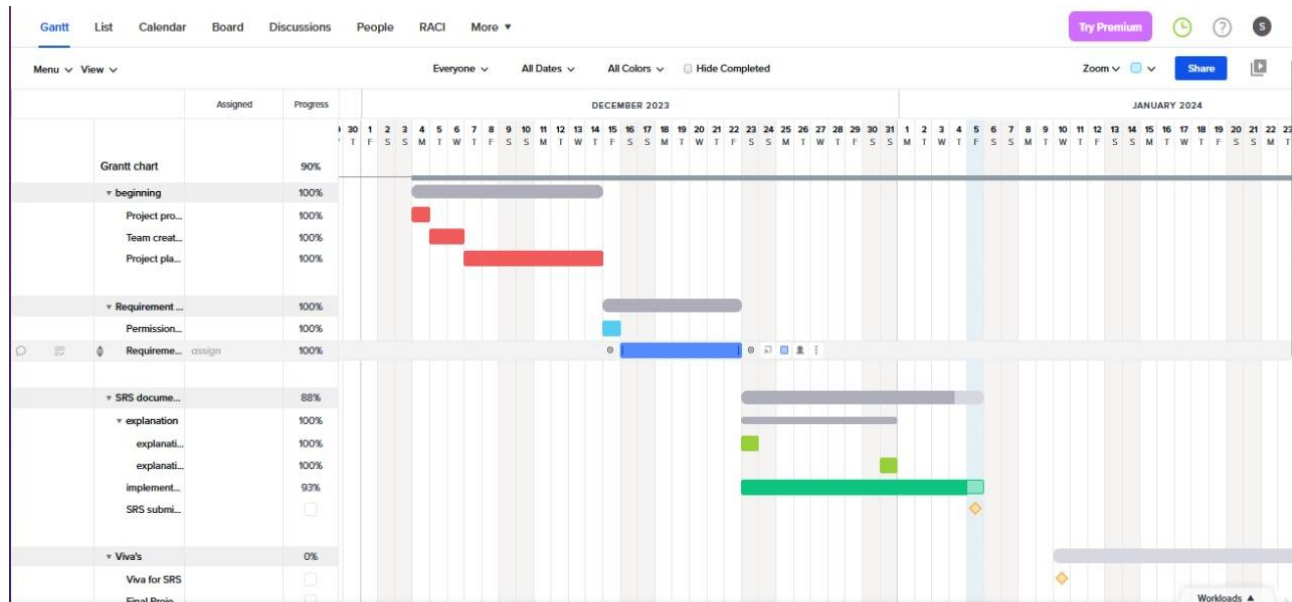 Gantt List Calendar Board Discussions People RACI More ▼ Try Premium ? S
Menu View Everyone All Dates All Colors Hide Completed Zoom Share
Assigned Progress DECEMBER 2023 JANUARY 2024
30 1 2 3 4 5 6 7 8 9 10 11 12 13 14 15 16 17 18 19 20 21 22 23 24 25 26 27 28 29 30 31 1 2 3 4 5 6 7 8 9 10 11 12 13 14 15 16 17 18 19 20 21 22 23
T F S S M T W T F S S M T W T F S S M T W T F S S M T W T F S S M T W T F S S M T W T F S S M T W T F S S M T
Grantt chart 90%
beginning 100%
Project pro... 100%
Team creat... 100%
Project pla... 100%
Requirement ... 100%
Permission... 100%
Requireme... assign 100%
SRS docume... 88%
explanation 100%
explanati... 100%
explanati... 100%
implement... 93%
SRS submi...
Viva's 0%
Viva for SRS
Final Proje...
Workloads ▲